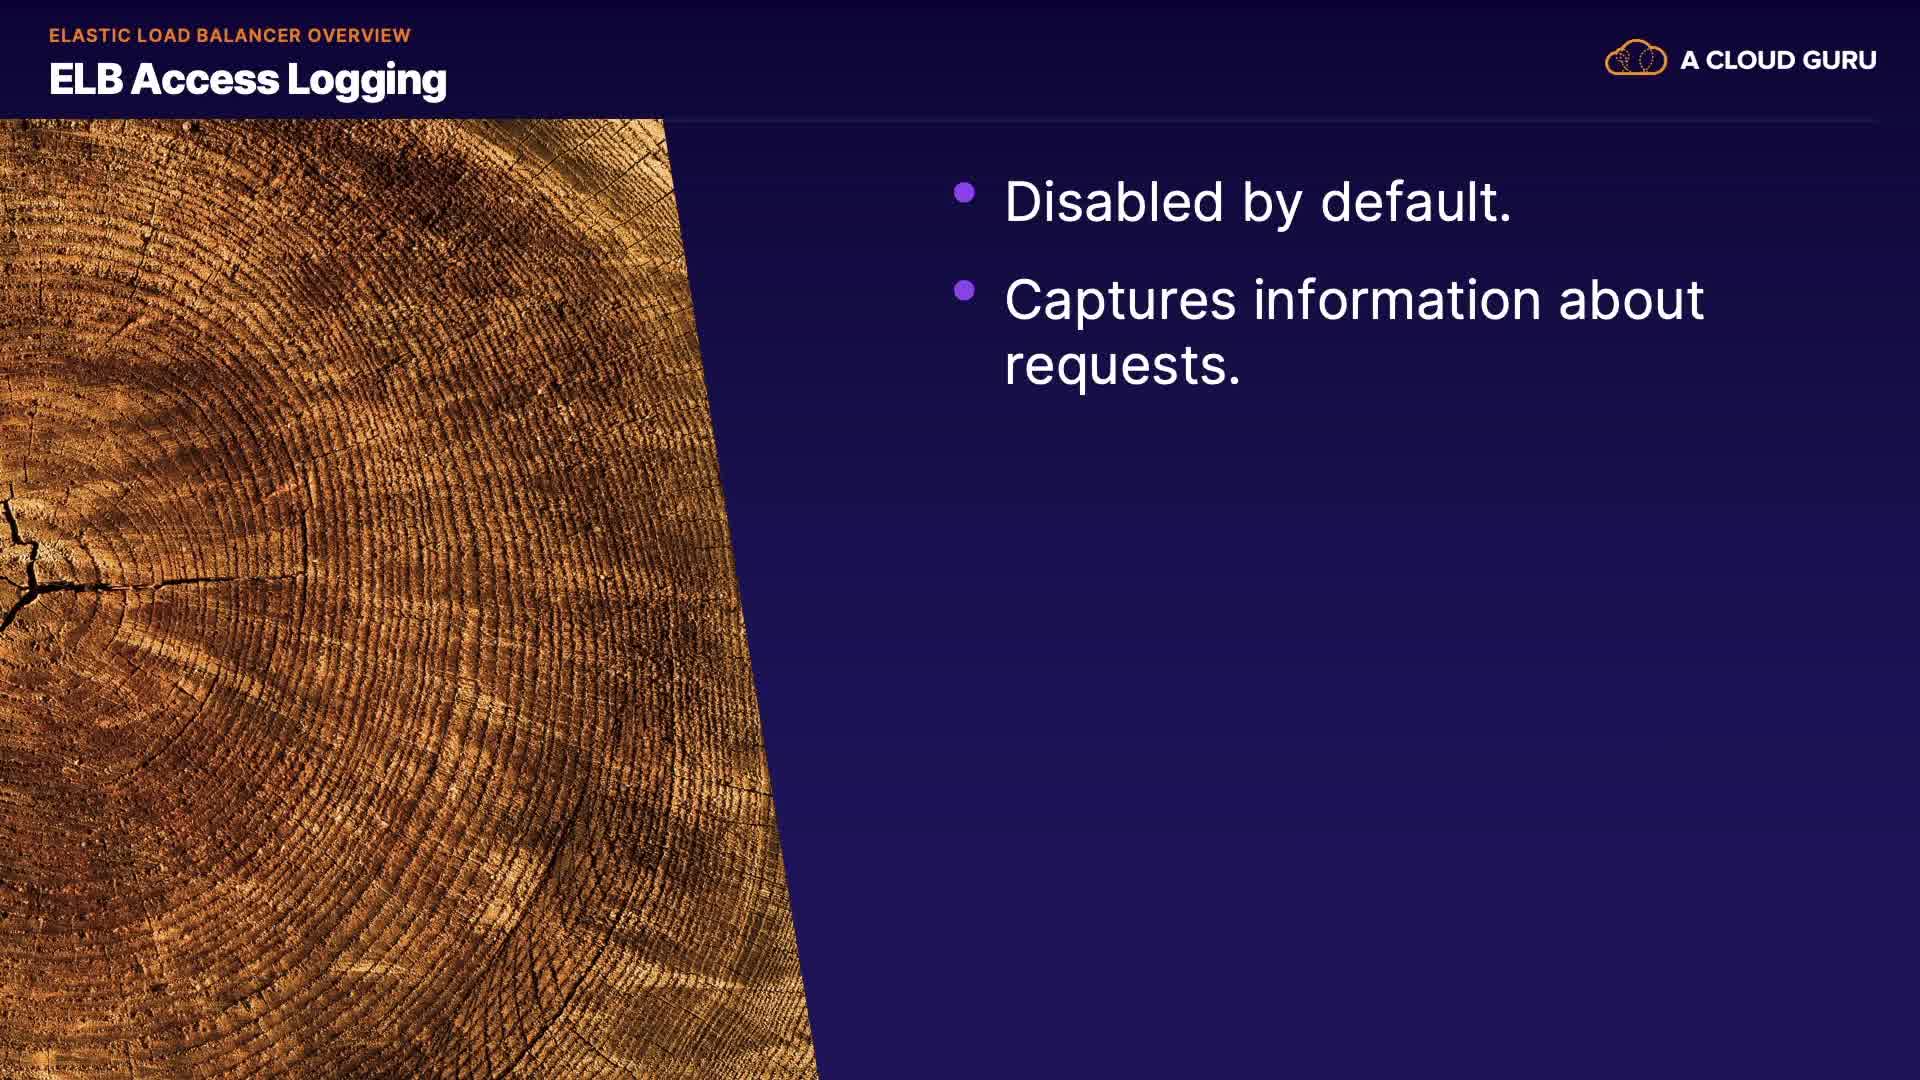 ELASTIC LOAD BALANCER OVERVIEW
ELB Access Logging
A CLOUD GURU
Disabled by default.
Captures information about
requests.